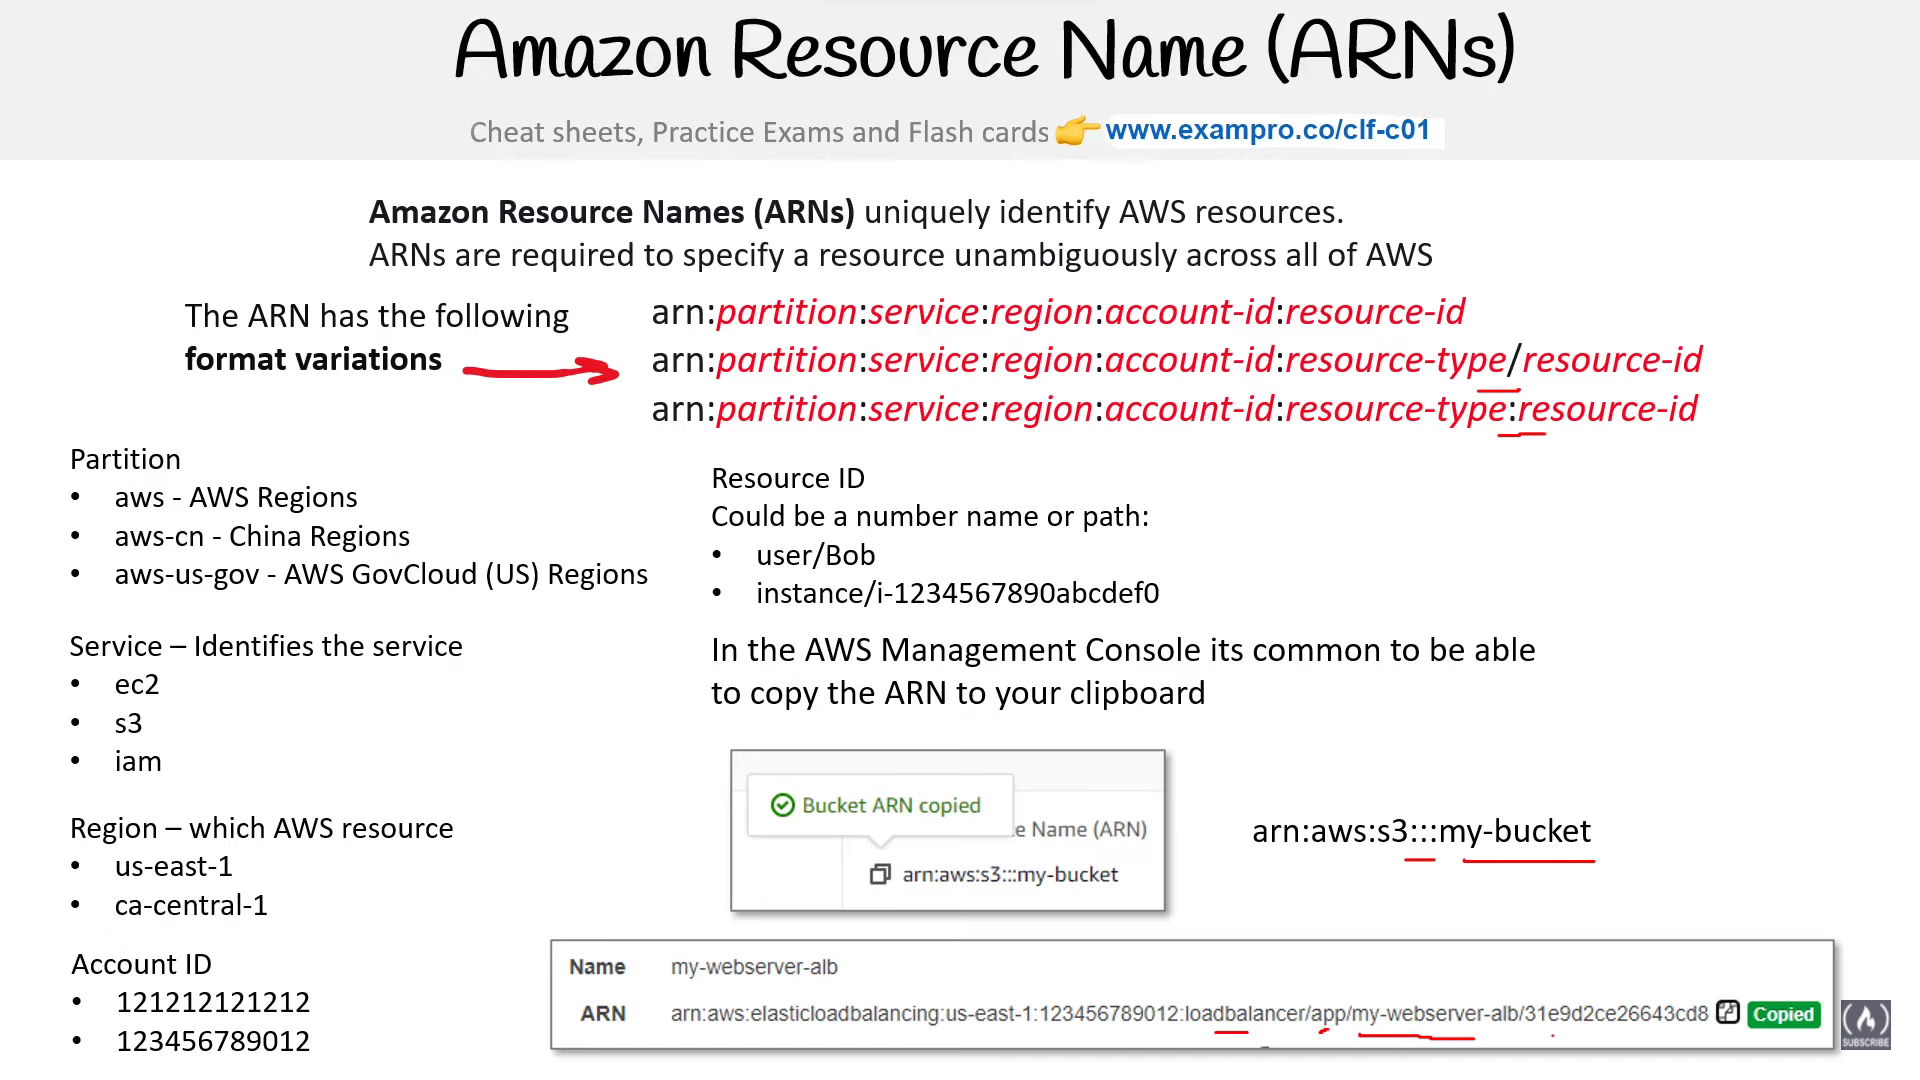 Amazon Resource Name (ARNs)
Cheat sheets, Practice Exams and Flash cards 👉 www.exampro.co/clf-c01
Amazon Resource Names (ARNs) uniquely identify AWS resources.
ARNs are required to specify a resource unambiguously across all of AWS
The ARN has the following
format variations
arn:partition:service:region:account-id:resource-id
arn:partition:service:region:account-id:resource-type/resource-id
arn:partition:service:region:account-id:resource-type:resource-id
Partition
• aws - AWS Regions
• aws-cn - China Regions
• aws-us-gov - AWS GovCloud (US) Regions
Service – Identifies the service
• ec2
• s3
• iam
Region – which AWS resource
• us-east-1
• ca-central-1
Account ID
• 121212121212
• 123456789012
Resource ID
Could be a number name or path:
• user/Bob
• instance/i-1234567890abcdef0
In the AWS Management Console its common to be able
to copy the ARN to your clipboard
Bucket ARN copied
e Name (ARN)
arn:aws:s3:::my-bucket
arn:aws:s3:::my-bucket
Name my-webserver-alb
ARN arn:aws:elasticloadbalancing:us-east-1:123456789012:loadbalancer/app/my-webserver-alb/31e9d2ce26643cd8 Copied
SUBSCRIBE